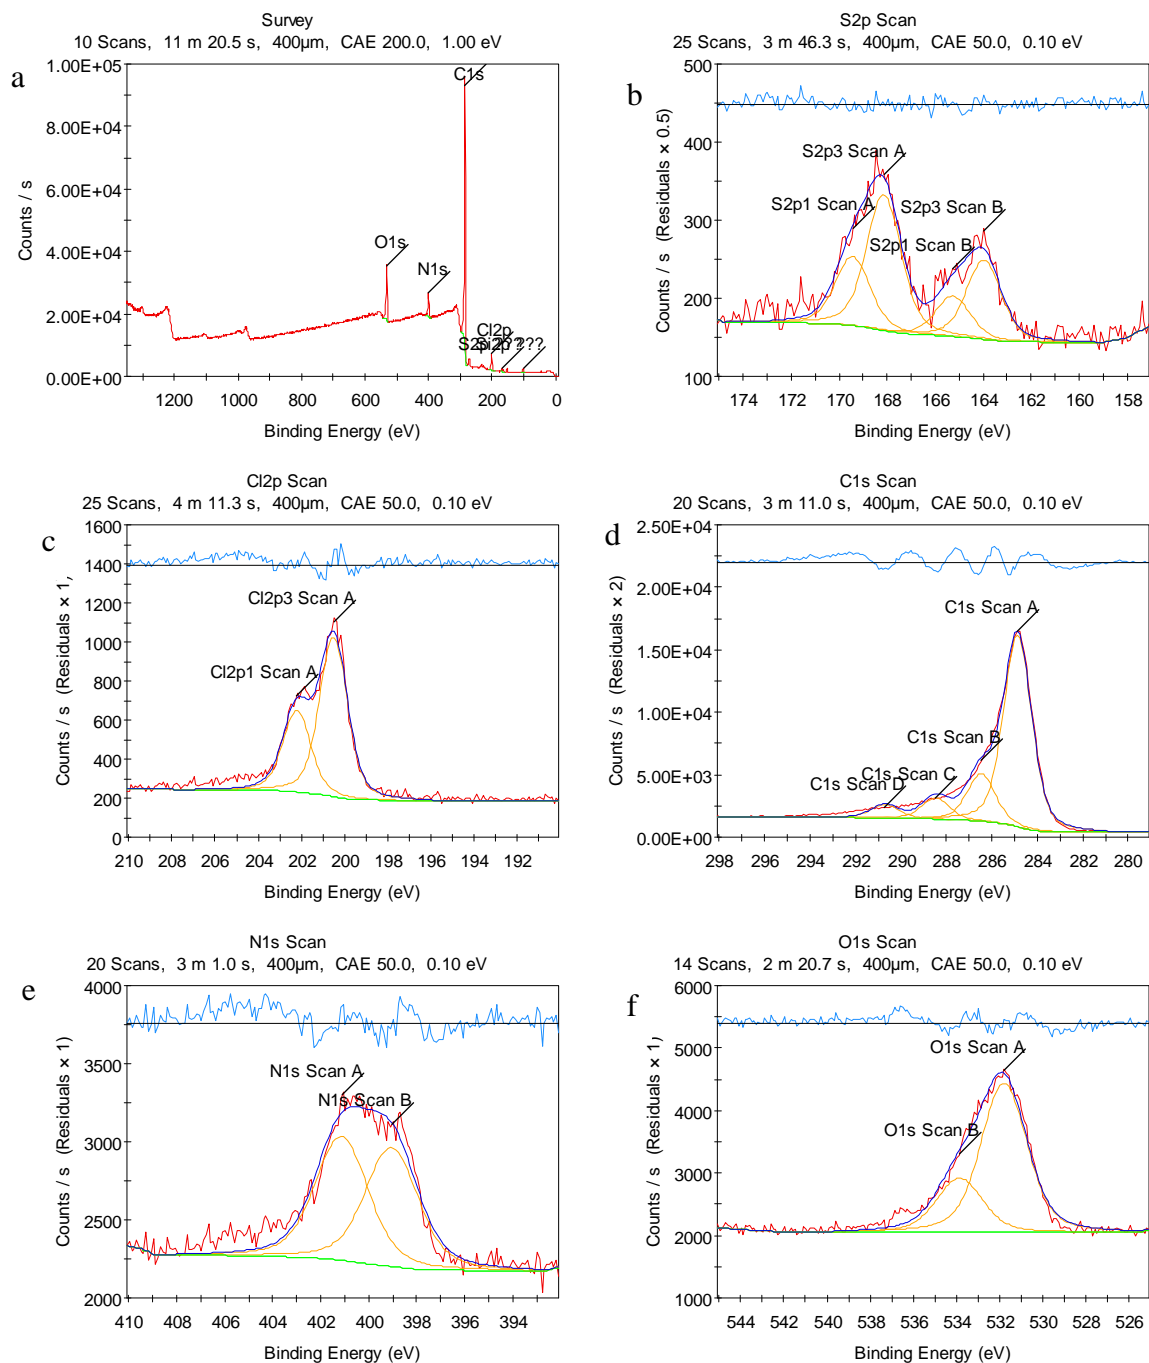 Survey
10 Scans, 11 m 20.5 s, 400µm, CAE 200.0, 1.00 eV
a
1.00E+05
8.00E+04
6.00E+04
4.00E+04
2.00E+04
0.00E+00
Counts / s
C1s
O1s
N1s
Cl2p
1200 1000 800 600 400 200 0
Binding Energy (eV)
S2p Scan
25 Scans, 3 m 46.3 s, 400µm, CAE 50.0, 0.10 eV
b
500
400
300
200
100
Counts / s (Residuals × 0.5)
S2p3 Scan A
S2p1 Scan A
S2p3 Scan B
S2p1 Scan B
174 172 170 168 166 164 162 160 158
Binding Energy (eV)
Cl2p Scan
25 Scans, 4 m 11.3 s, 400µm, CAE 50.0, 0.10 eV
c
1600
1400
1200
1000
800
600
400
200
0
Counts / s (Residuals × 1,
Cl2p3 Scan A
Cl2p1 Scan A
210 208 206 204 202 200 198 196 194 192
Binding Energy (eV)
C1s Scan
20 Scans, 3 m 11.0 s, 400µm, CAE 50.0, 0.10 eV
d
2.50E+04
2.00E+04
1.50E+04
1.00E+04
5.00E+03
0.00E+00
Counts / s (Residuals × 2)
C1s Scan A
C1s Scan B
C1s Scan C
C1s Scan D
298 296 294 292 290 288 286 284 282 280
Binding Energy (eV)
N1s Scan
20 Scans, 3 m 1.0 s, 400µm, CAE 50.0, 0.10 eV
e
4000
3500
3000
2500
2000
Counts / s (Residuals × 1)
N1s Scan A
N1s Scan B
410 408 406 404 402 400 398 396 394
Binding Energy (eV)
O1s Scan
14 Scans, 2 m 20.7 s, 400µm, CAE 50.0, 0.10 eV
f
6000
5000
4000
3000
2000
1000
Counts / s (Residuals × 1)
O1s Scan A
O1s Scan B
544 542 540 538 536 534 532 530 528 526
Binding Energy (eV)